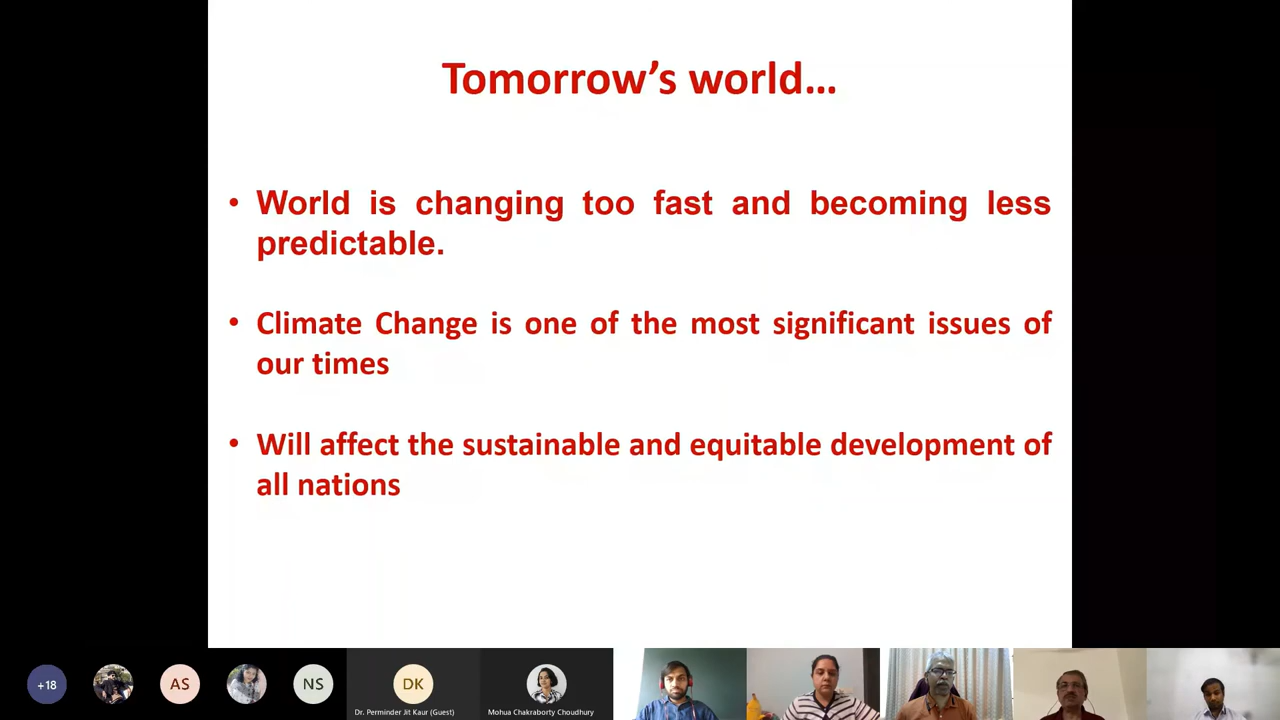 Tomorrow’s world…
• World is changing too fast and becoming less
predictable.
• Climate Change is one of the most significant issues of
our times
• Will affect the sustainable and equitable development of
all nations
+18
AS
NS
DK
Dr. Perminder Jit Kaur (Guest)
Mohua Chakraborty Choudhury